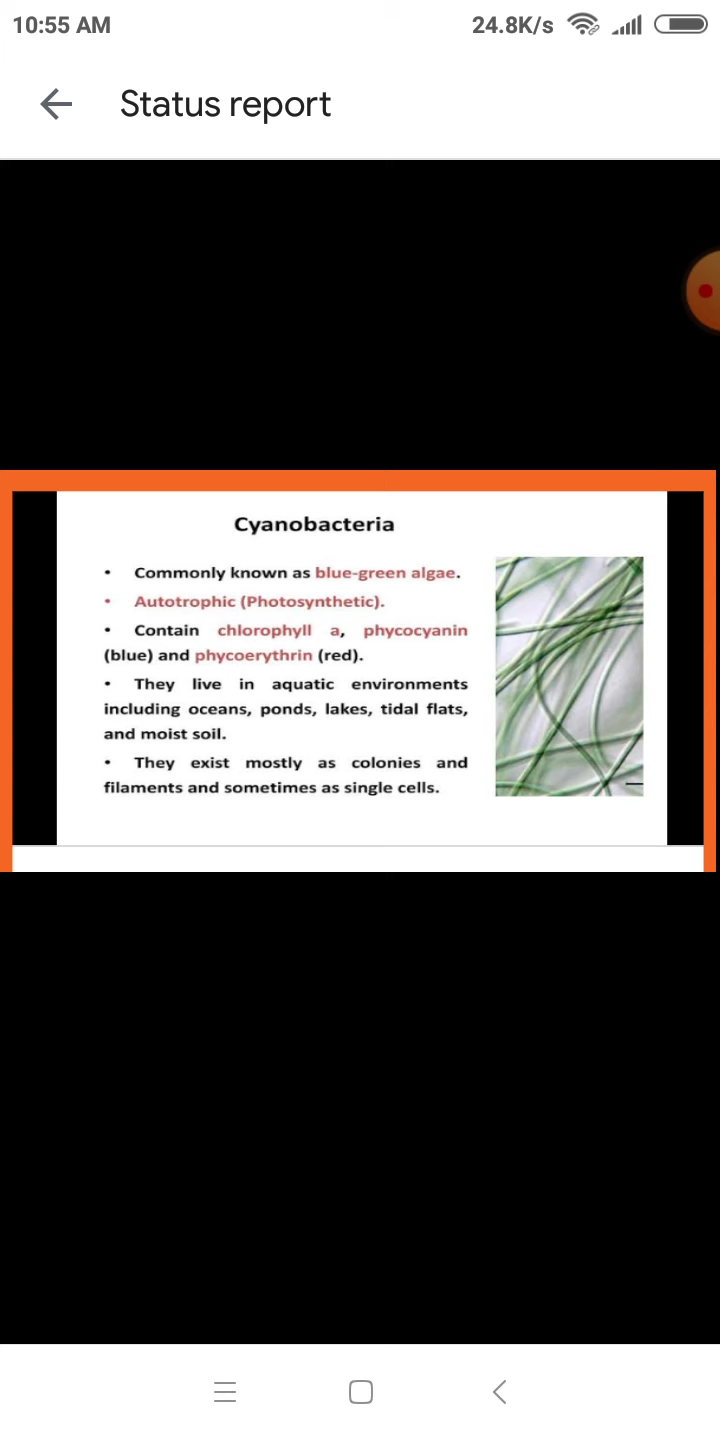 10:55 AM 24.8K/s
Status report
Cyanobacteria
• Commonly known as blue-green algae.
• Autotrophic (Photosynthetic).
• Contain chlorophyll a, phycocyanin
(blue) and phycoerythrin (red).
• They live in aquatic environments
including oceans, ponds, lakes, tidal flats,
and moist soil.
• They exist mostly as colonies and
filaments and sometimes as single cells.